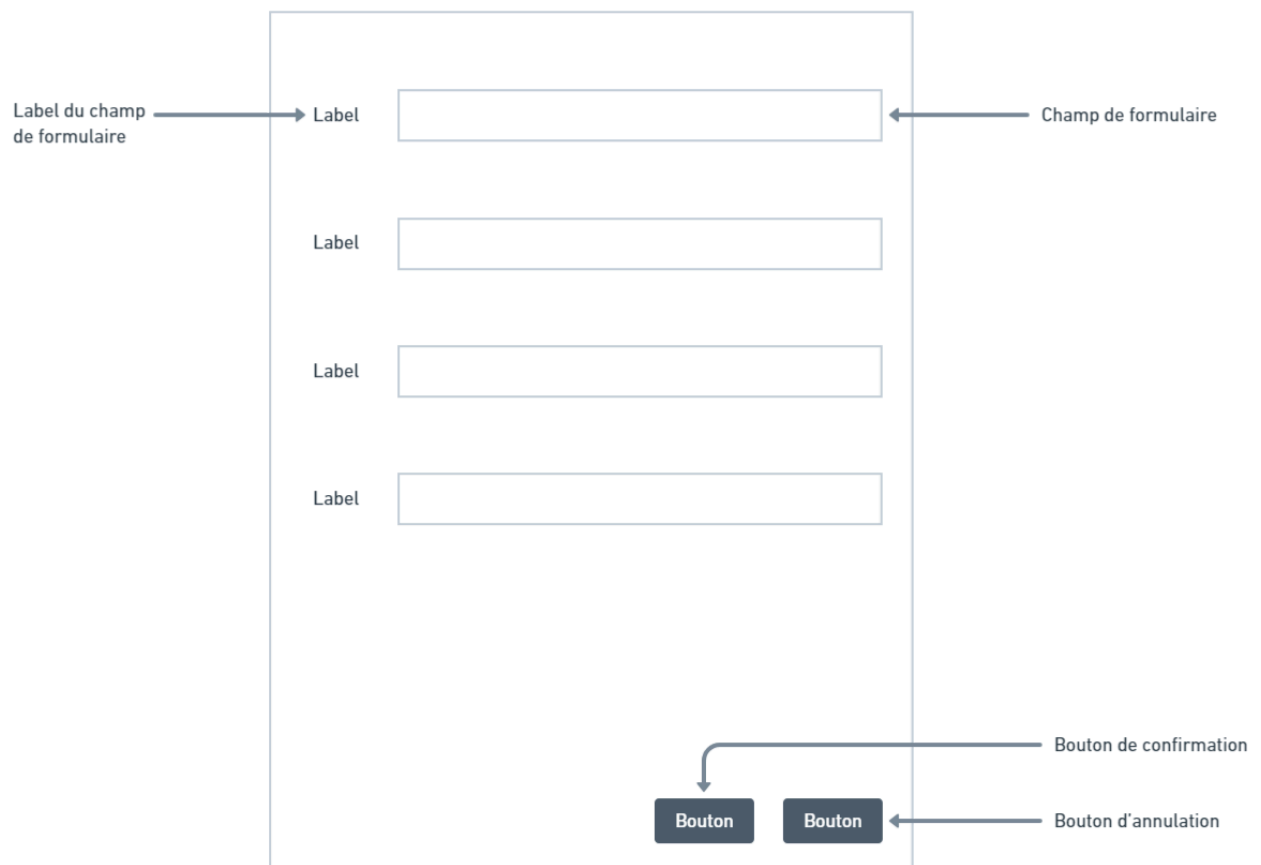 Label du champ
de formulaire
Label
Champ de formulaire
Label
Label
Label
Bouton de confirmation
Bouton
Bouton
Bouton d'annulation